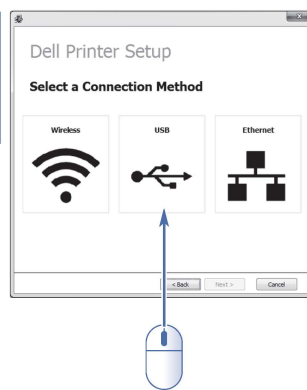 Dell Printer Setup
Select a Connection Method
Wireless USB Ethernet
< Back Next > Cancel